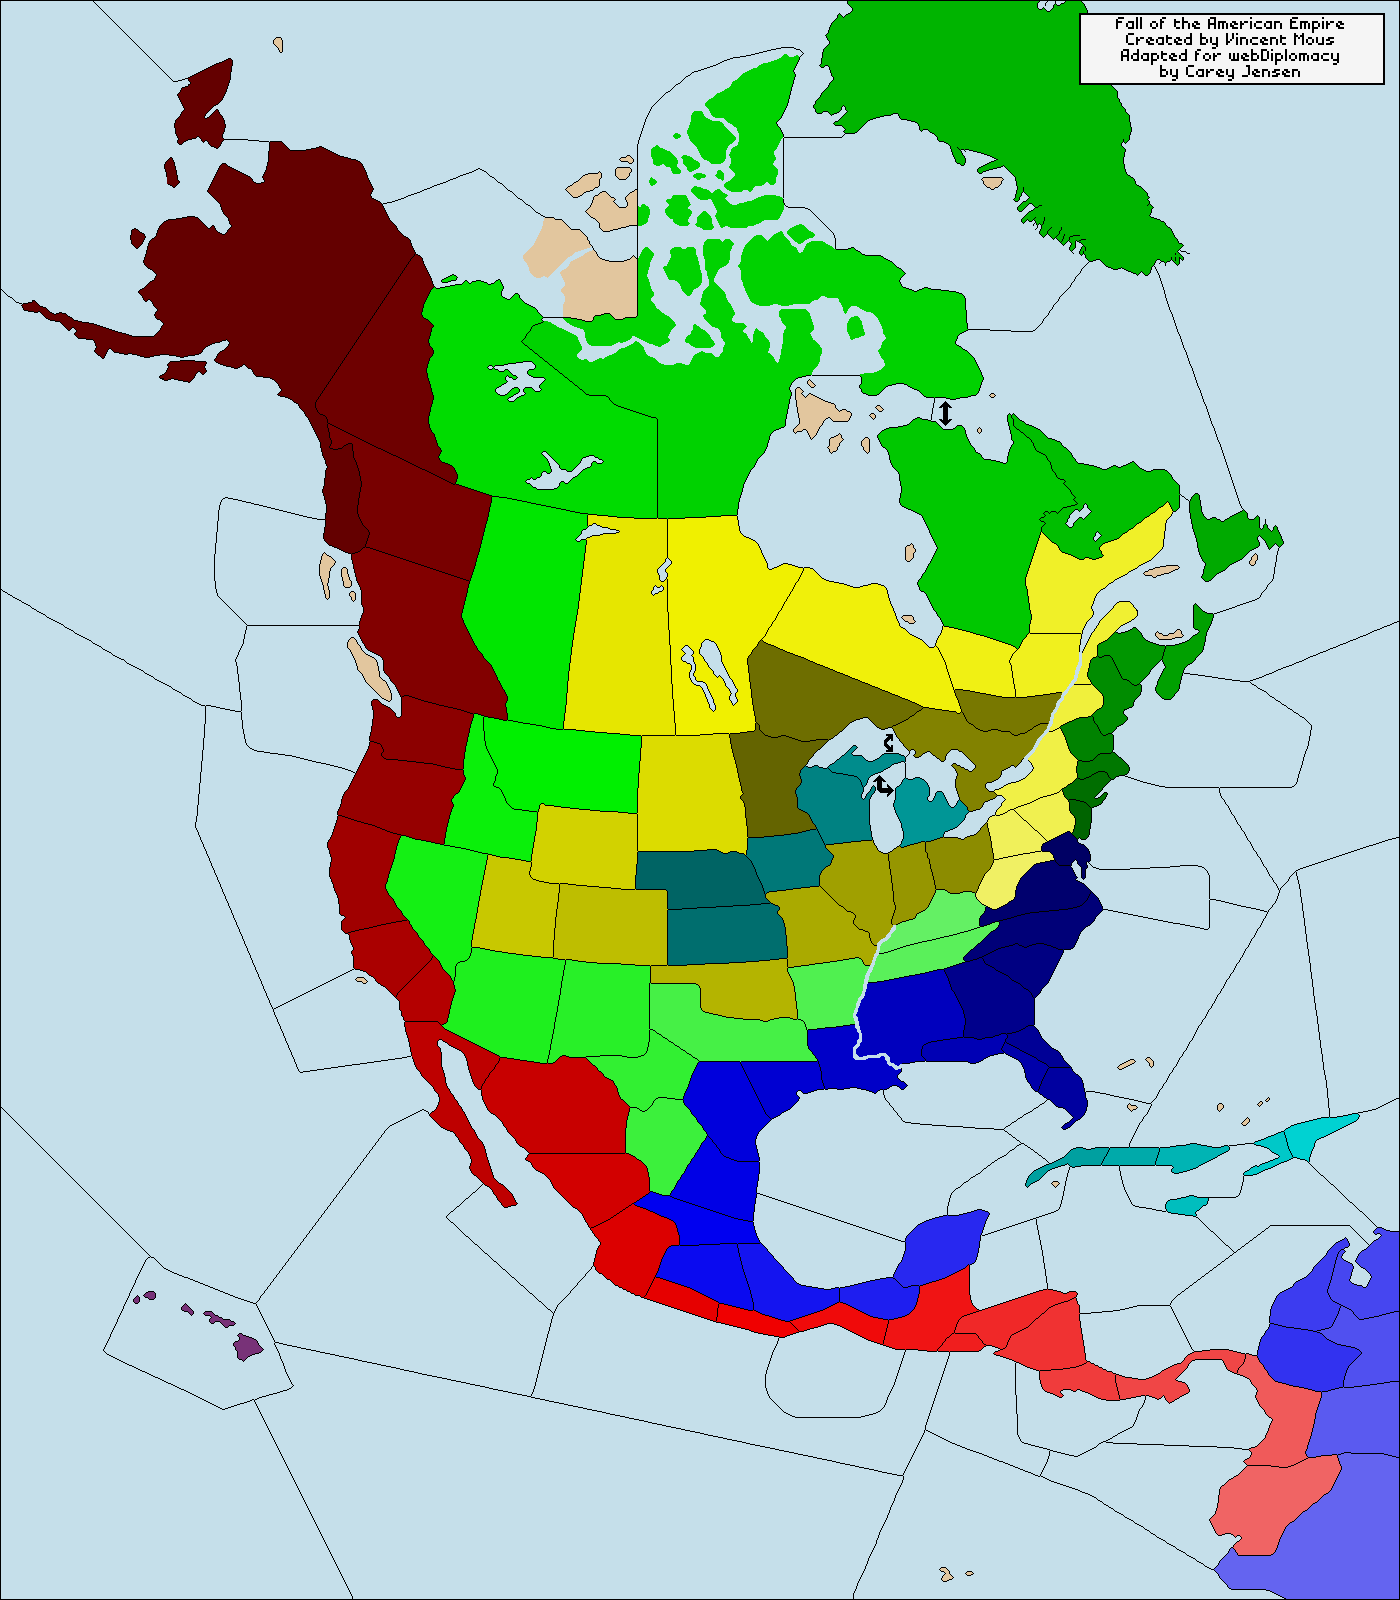 Fall of the American Empire
Created by Vincent Mous
Adapted for webDiplomacy
by Carey Jensen